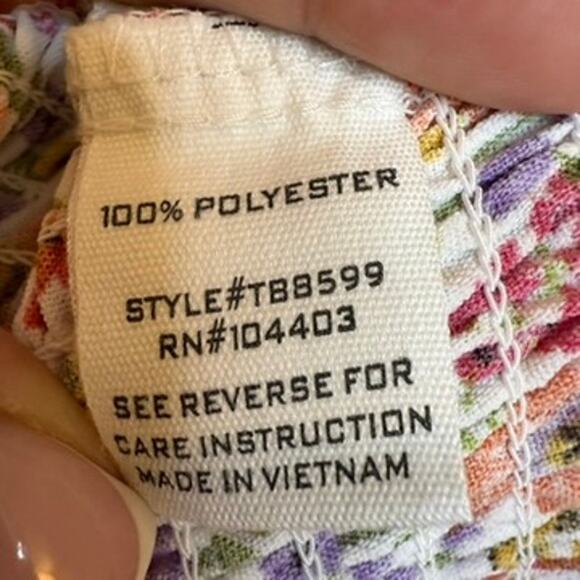 100% POLYESTER
STYLE#TB8599
RN#104403
SEE REVERSE FOR
CARE INSTRUCTION
MADE IN VIETNAM